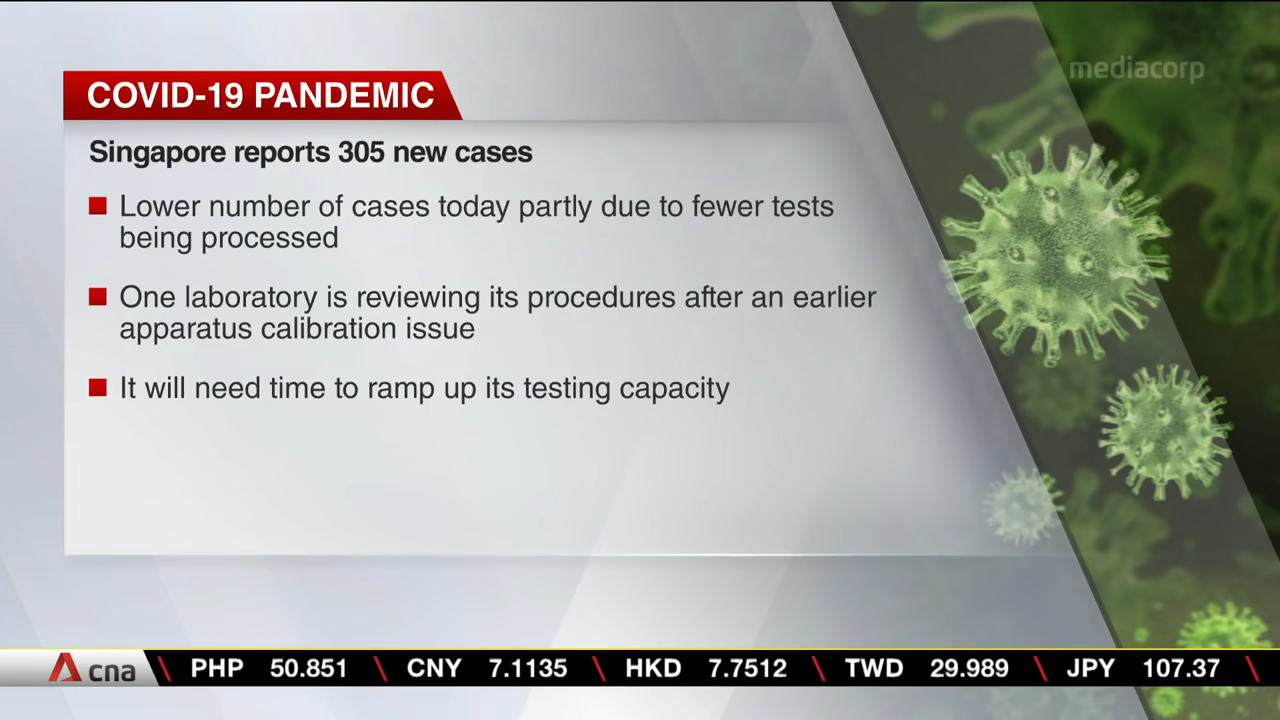 mediacorp
COVID-19 PANDEMIC
Singapore reports 305 new cases
Lower number of cases today partly due to fewer tests
being processed
One laboratory is reviewing its procedures after an earlier
apparatus calibration issue
It will need time to ramp up its testing capacity
cna PHP 50.851 CNY 7.1135 HKD 7.7512 TWD 29.989 JPY 107.37